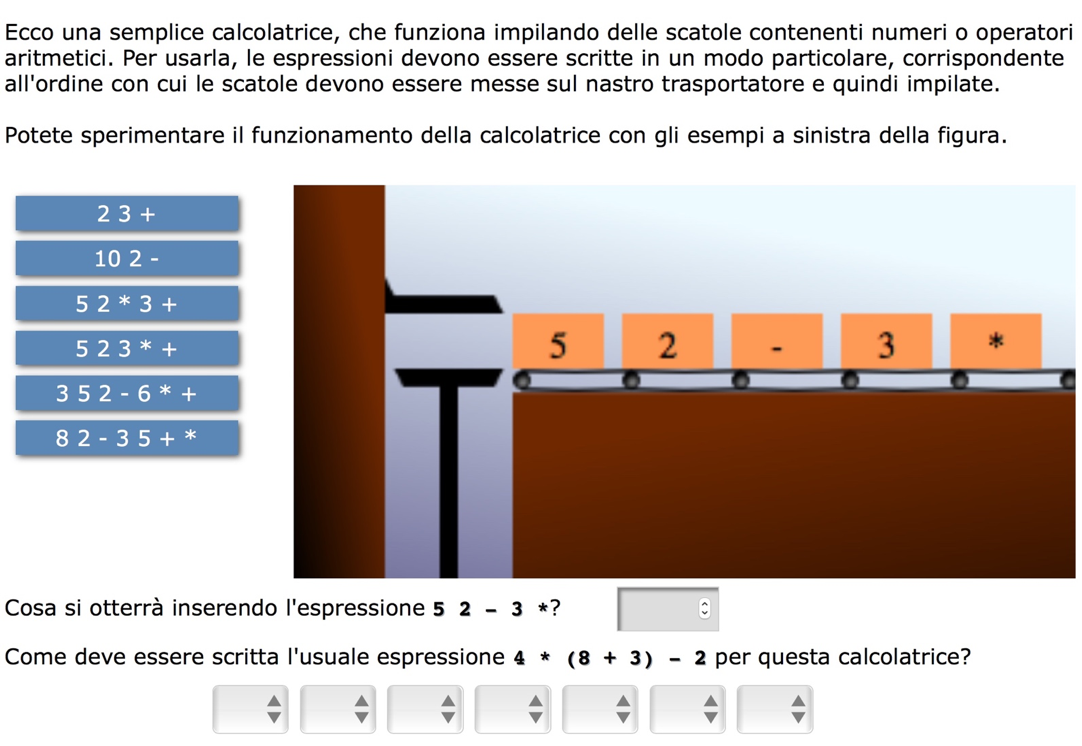 Ecco una semplice calcolatrice, che funziona impilando delle scatole contenenti numeri o operatori
aritmetici. Per usarla, le espressioni devono essere scritte in un modo particolare, corrispondente
all'ordine con cui le scatole devono essere messe sul nastro trasportatore e quindi impilate.
Potete sperimentare il funzionamento della calcolatrice con gli esempi a sinistra della figura.
2 3 +
10 2 -
5 2 * 3 +
5 2 3 * +
3 5 2 - 6 * +
8 2 - 3 5 + *
5 2 - 3 *
Cosa si otterrà inserendo l'espressione 5 2 - 3 *?
Come deve essere scritta l'usuale espressione 4 * (8 + 3) - 2 per questa calcolatrice?